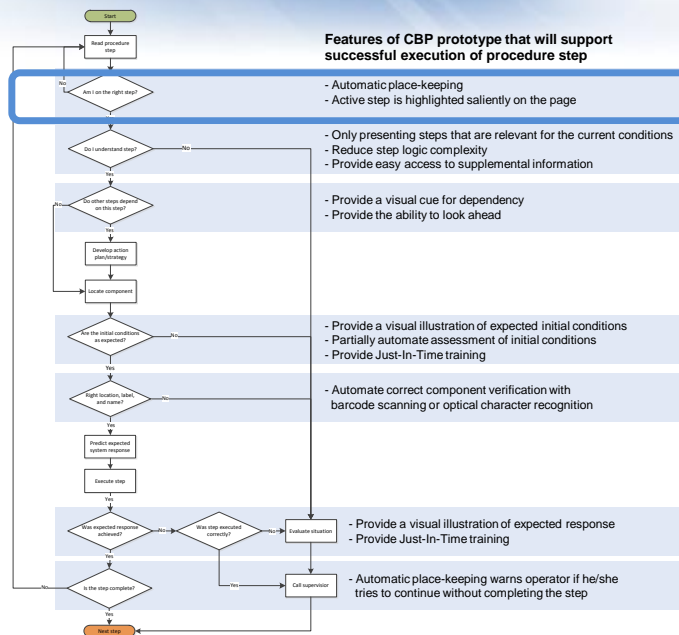 Start
Features of CBP prototype that will support
successful execution of procedure step
Read procedure
step
No
Am I on the right step?
- Automatic place-keeping
- Active step is highlighted saliently on the page
Do I understand step?
No
Yes
- Only presenting steps that are relevant for the current conditions
- Reduce step logic complexity
- Provide easy access to supplemental information
Do other steps depend
on this step?
No
Yes
- Provide a visual cue for dependency
- Provide the ability to look ahead
Develop action
plan/strategy
Locate component
Are the initial conditions
as expected?
No
Yes
- Provide a visual illustration of expected initial conditions
- Partially automate assessment of initial conditions
- Provide Just-In-Time training
Right location, label,
and name?
No
Yes
- Automate correct component verification with
barcode scanning or optical character recognition
Predict expected
system response
Execute step
Yes
Was expected response
achieved?
No
Was step executed
correctly?
No
Evaluate situation
Yes
- Provide a visual illustration of expected response
- Provide Just-In-Time training
Is the step complete?
No
Yes
Call supervisor
- Automatic place-keeping warns operator if he/she
tries to continue without completing the step
Yes
Next step